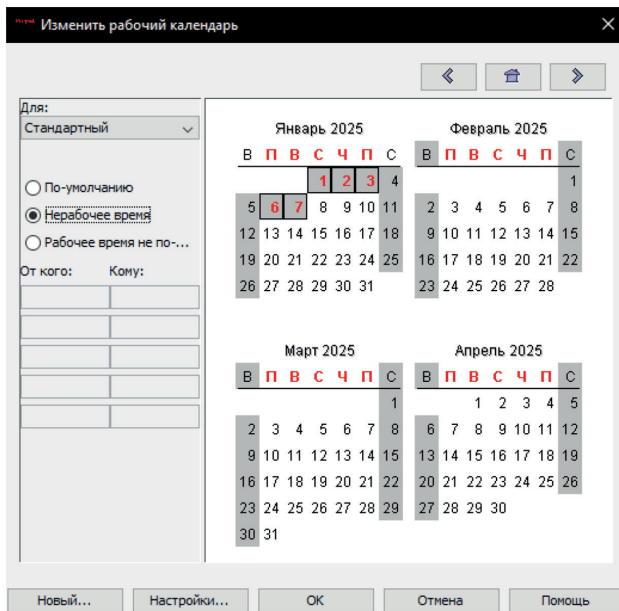 Изменить рабочий календарь
Для:
Стандартный
По-умолчанию
Нерабочее время
Рабочее время не по-...
От кого: Кому:
Январь 2025
В П В С Ч П С
1 2 3 4
5 6 7 8 9 10 11
12 13 14 15 16 17 18
19 20 21 22 23 24 25
26 27 28 29 30 31
Февраль 2025
В П В С Ч П С
1
2 3 4 5 6 7 8
9 10 11 12 13 14 15
16 17 18 19 20 21 22
23 24 25 26 27 28
Март 2025
В П В С Ч П С
1
2 3 4 5 6 7 8
9 10 11 12 13 14 15
16 17 18 19 20 21 22
23 24 25 26 27 28 29
30 31
Апрель 2025
В П В С Ч П С
1 2 3 4 5
6 7 8 9 10 11 12
13 14 15 16 17 18 19
20 21 22 23 24 25 26
27 28 29 30
Новый... Настройки... ОК Отмена Помощь